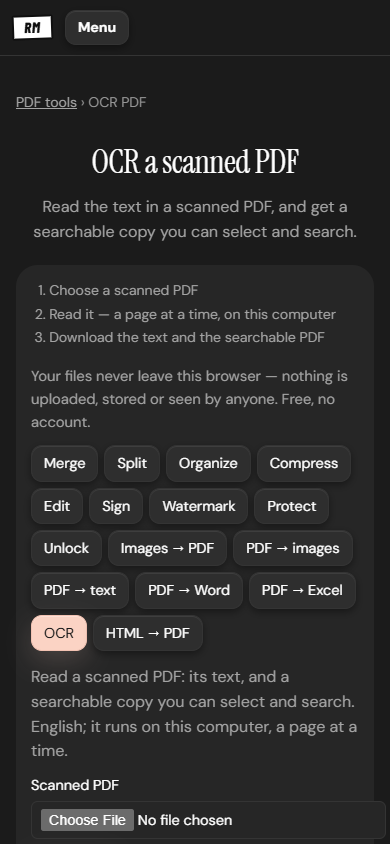 RM Menu
PDF tools › OCR PDF
OCR a scanned PDF
Read the text in a scanned PDF, and get a
searchable copy you can select and search.
1. Choose a scanned PDF
2. Read it — a page at a time, on this computer
3. Download the text and the searchable PDF
Your files never leave this browser — nothing is
uploaded, stored or seen by anyone. Free, no
account.
Merge Split Organize Compress
Edit Sign Watermark Protect
Unlock Images → PDF PDF → images
PDF → text PDF → Word PDF → Excel
OCR HTML → PDF
Read a scanned PDF: its text, and a
searchable copy you can select and search.
English; it runs on this computer, a page at a
time.
Scanned PDF
Choose File No file chosen